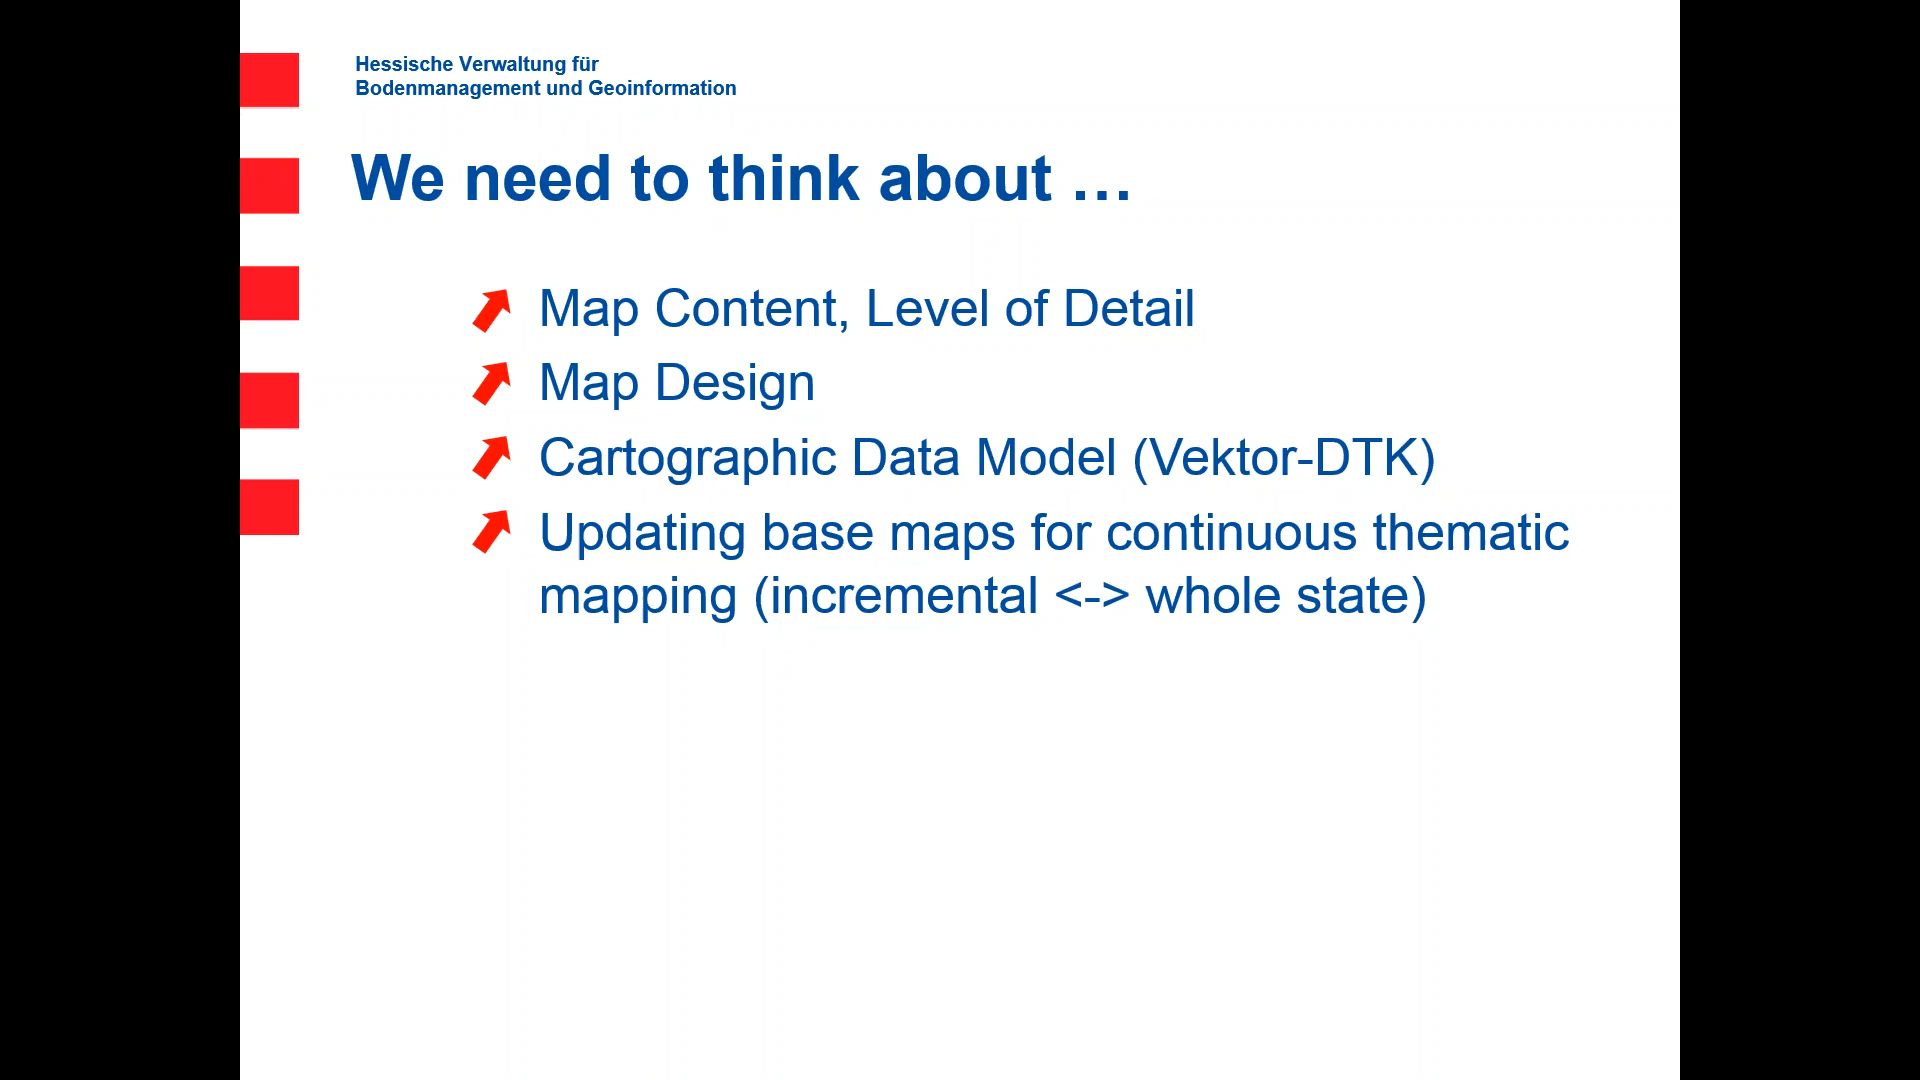 Hessische Verwaltung für
Bodenmanagement und Geoinformation
We need to think about …
Map Content, Level of Detail
Map Design
Cartographic Data Model (Vektor-DTK)
Updating base maps for continuous thematic
mapping (incremental <-> whole state)